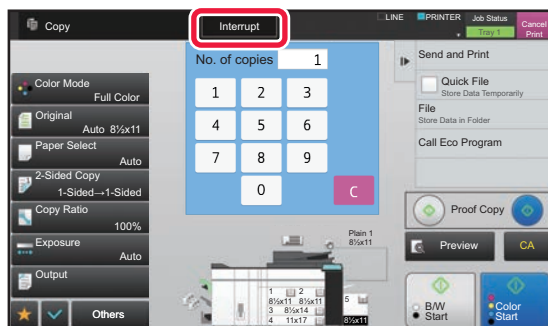 Copy
Interrupt
LINE
PRINTER
Job Status
Tray 1
Cancel
Print
No. of copies 1
1 2 3
4 5 6
7 8 9
0 C
Color Mode
Full Color
Original
Auto 8½x11
Paper Select
Auto
2-Sided Copy
1-Sided→1-Sided
Copy Ratio
100%
Exposure
Auto
Output
Others
Plain 1
8½x11
1 2
8½x11 8½x11
3 8½x14
4 11x17
5
8½x11
Send and Print
Quick File
Store Data Temporarily
File
Store Data in Folder
Call Eco Program
Proof Copy
Preview
CA
B/W
Start
Color
Start